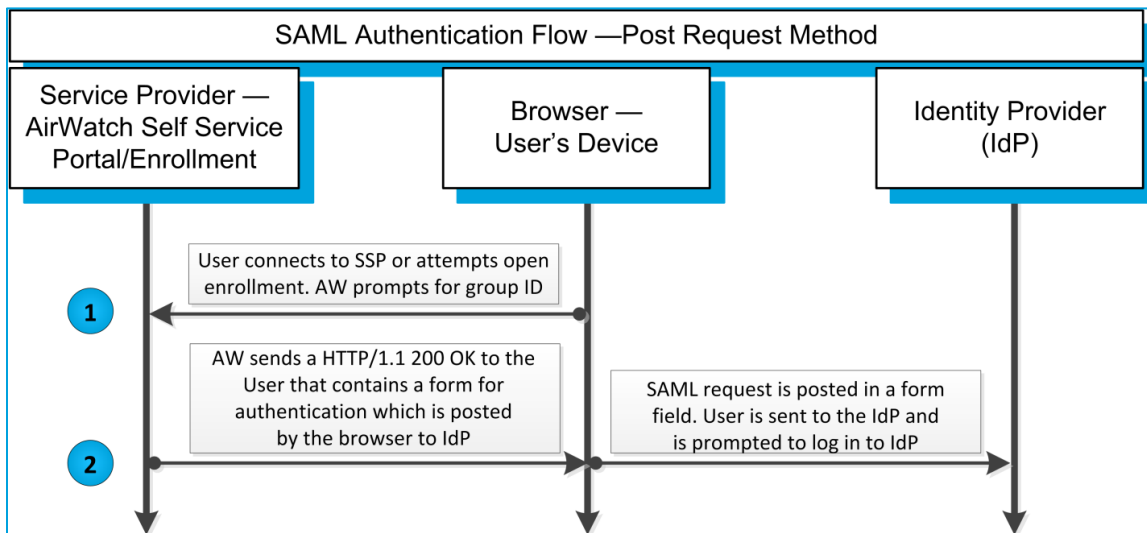 SAML Authentication Flow —Post Request Method
Service Provider —
AirWatch Self Service
Portal/Enrollment
Browser —
User's Device
Identity Provider
(IdP)
User connects to SSP or attempts open
enrollment. AW prompts for group ID
1
AW sends a HTTP/1.1 200 OK to the
User that contains a form for
authentication which is posted
by the browser to IdP
SAML request is posted in a form
field. User is sent to the IdP and
is prompted to log in to IdP
2